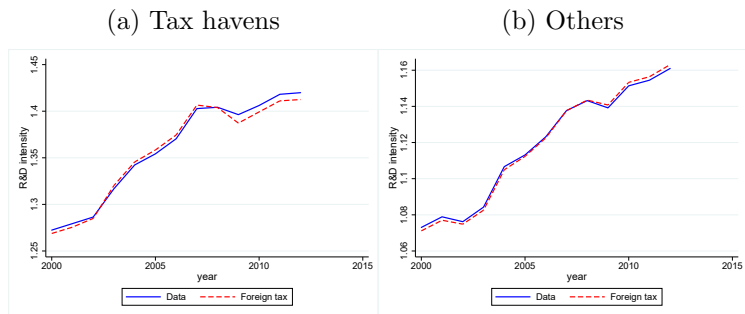 (a) Tax havens
(b) Others
R&D intensity
1.45
1.4
1.35
1.3
1.25
2000
2005
2010
2015
year
Data
Foreign tax
R&D intensity
1.16
1.14
1.12
1.1
1.08
1.06
2000
2005
2010
2015
year
Data
Foreign tax